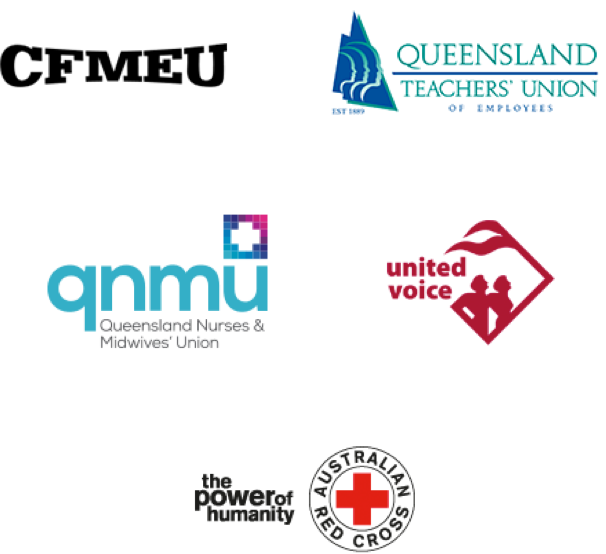 CFMEU
QUEENSLAND
TEACHERS' UNION
OF EMPLOYEES
EST 1889
qnmu
Queensland Nurses &
Midwives' Union
united
voice
the
power of
humanity
AUSTRALIAN
RED CROSS